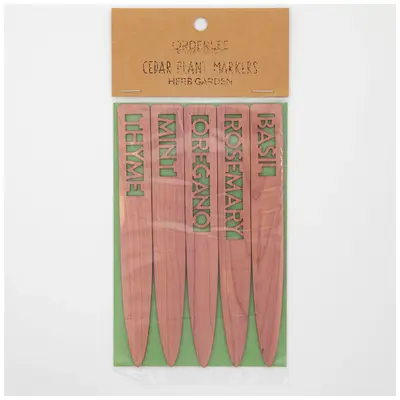 ORDERLEE
CEDAR PLANT MARKERS
HERB GARDEN
THYME
MINT
OREGANO
ROSEMARY
BASIL